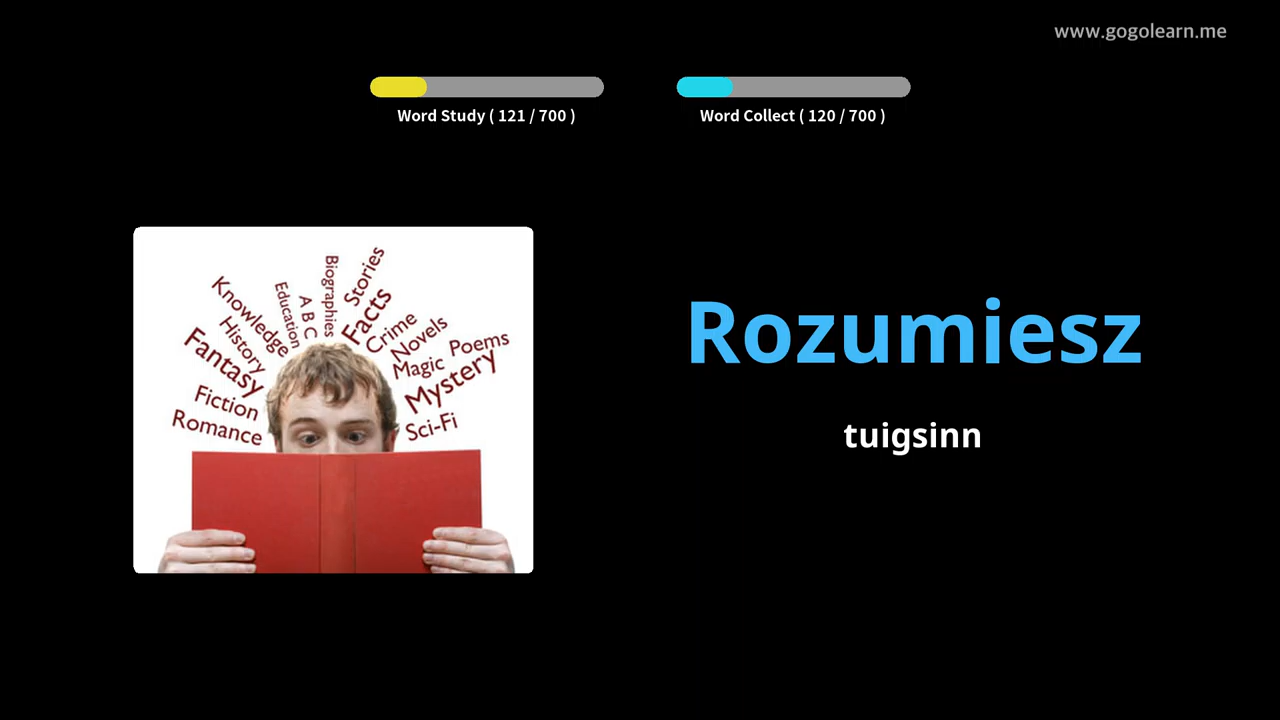 www.gogolearn.me
Word Study ( 121 / 700 )
Word Collect ( 120 / 700 )
Rozumiesz
tuigsinn
Romance
Fiction
Fantasy
History
Knowledge
Education
A B C
Biographies
Stories
Facts
Crime
Novels
Magic
Poems
Mystery
Sci-Fi